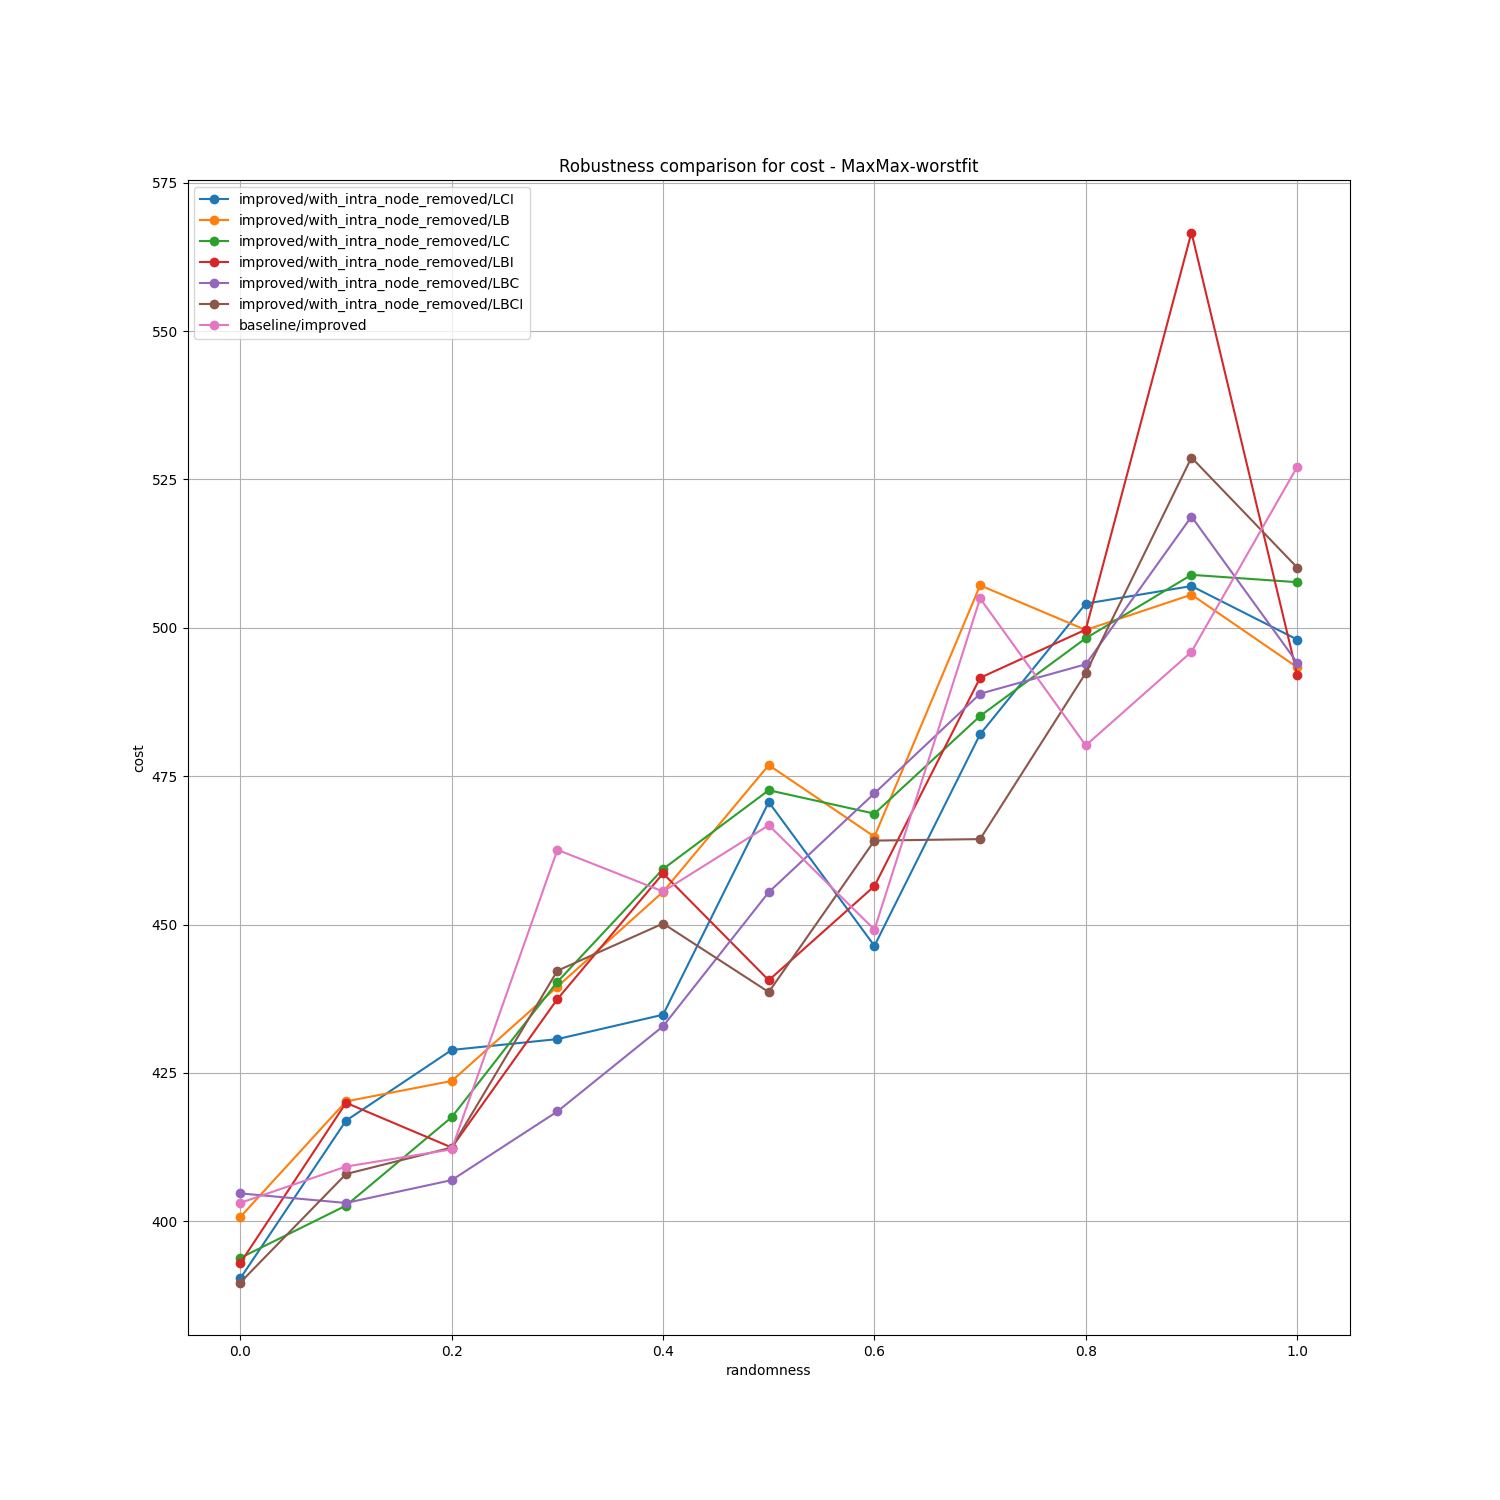 Robustness comparison for cost - MaxMax-worstfit
575
550
525
500
475
450
425
400
cost
improved/with_intra_node_removed/LCI
improved/with_intra_node_removed/LB
improved/with_intra_node_removed/LC
improved/with_intra_node_removed/LBI
improved/with_intra_node_removed/LBC
improved/with_intra_node_removed/LBCI
baseline/improved
0.0 0.2 0.4 0.6 0.8 1.0
randomness